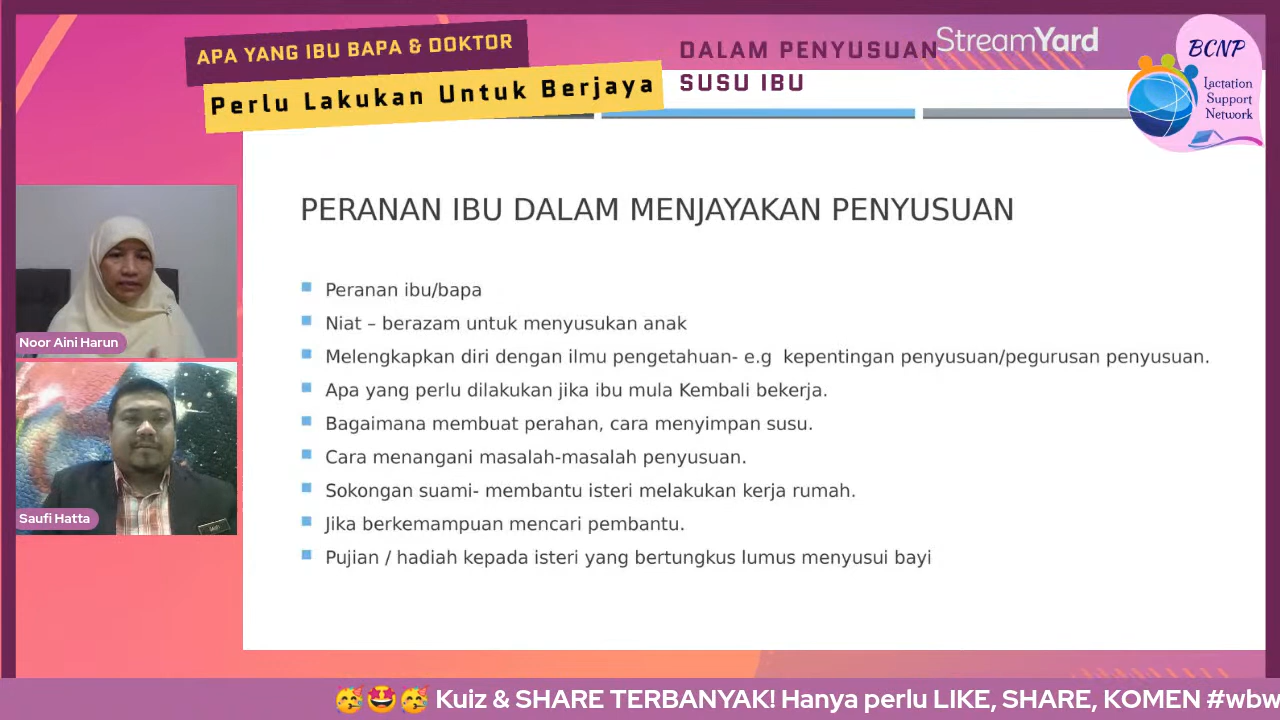 APA YANG IBU BAPA & DOKTOR
Perlu Lakukan Untuk Berjaya
DALAM PENYUSUAN
SUSU IBU
StreamYard
BCNP
Lactation
Support
Network
PERANAN IBU DALAM MENJAYAKAN PENYUSUAN
Peranan ibu/bapa
Niat – berazam untuk menyusukan anak
Melengkapkan diri dengan ilmu pengetahuan- e.g kepentingan penyusuan/pegurusan penyusuan.
Apa yang perlu dilakukan jika ibu mula Kembali bekerja.
Bagaimana membuat perahan, cara menyimpan susu.
Cara menangani masalah-masalah penyusuan.
Sokongan suami- membantu isteri melakukan kerja rumah.
Jika berkemampuan mencari pembantu.
Pujian / hadiah kepada isteri yang bertungkus lumus menyusui bayi
Noor Aini Harun
Saufi Hatta
🥳🤩🥳 Kuiz & SHARE TERBANYAK! Hanya perlu LIKE, SHARE, KOMEN #wbw